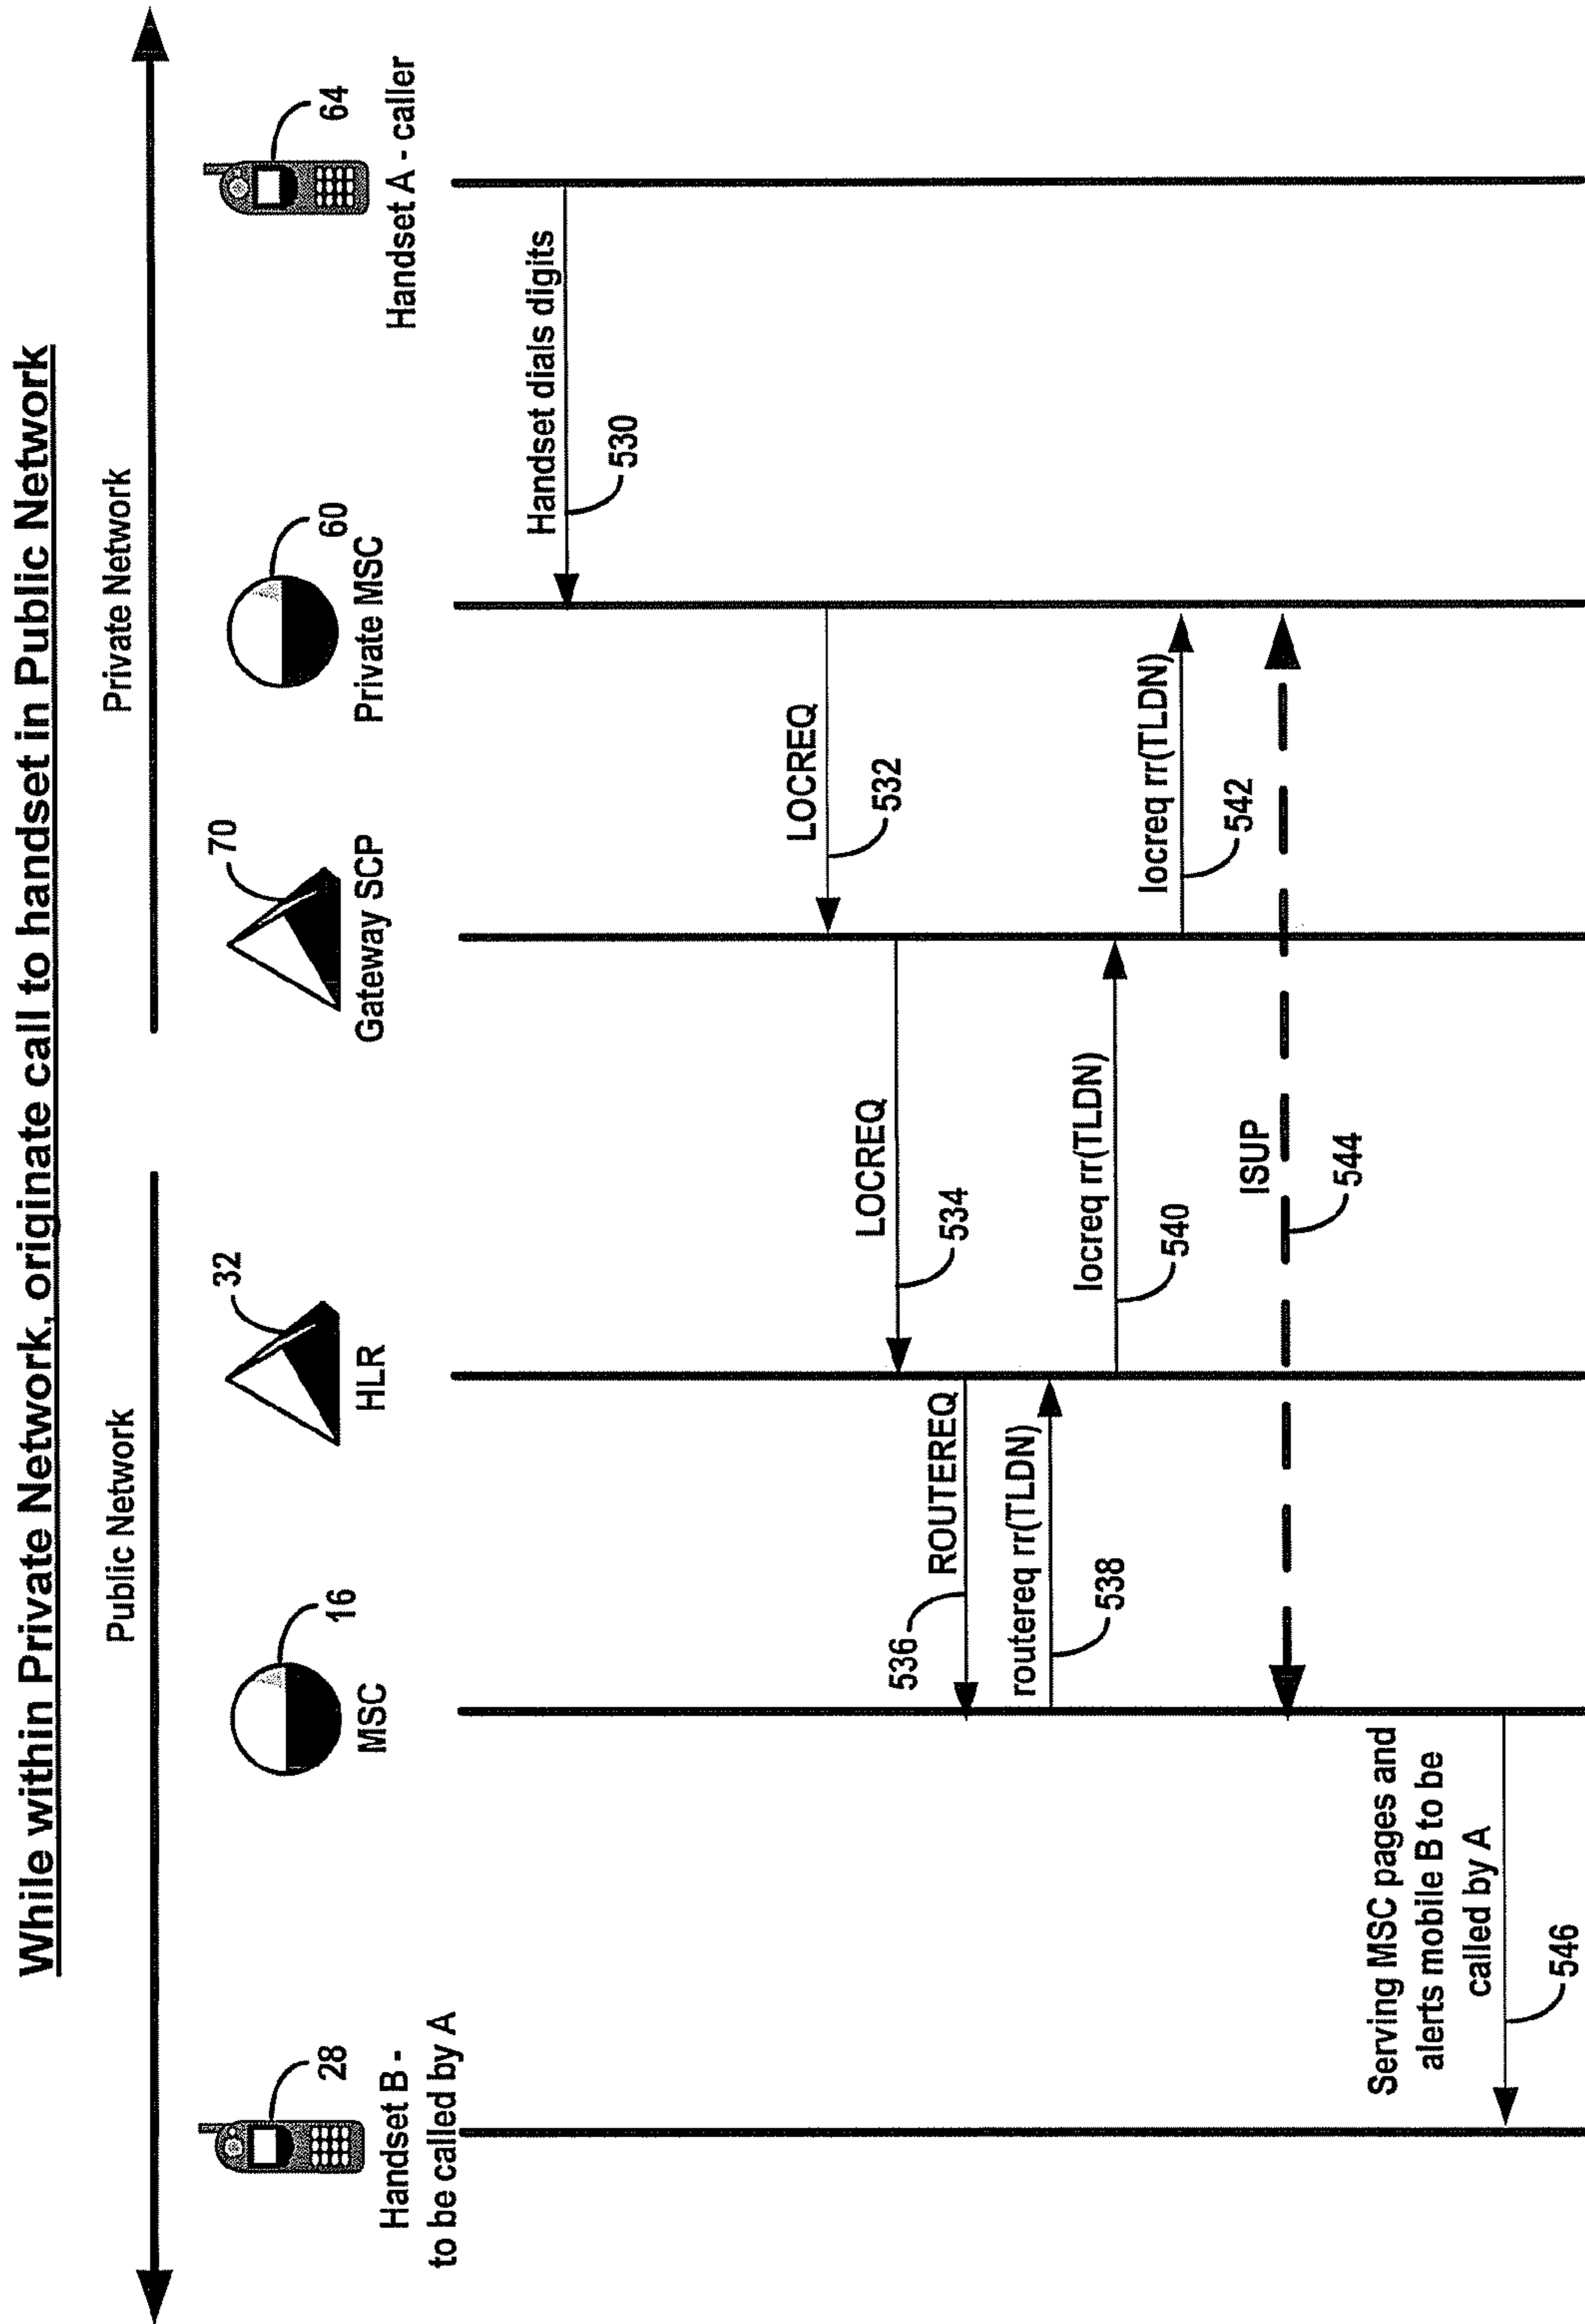 While within Private Network, originate call to handset in Public Network
Public Network
Private Network
28
16
32
70
60
64
Handset B -
to be called by A
MSC
HLR
Gateway SCP
Private MSC
Handset A - caller
Handset dials digits
530
LOCREQ
532
LOCREQ
534
ROUTEREQ
536
routereq rr(TLDN)
538
locreq rr(TLDN)
540
locreq rr(TLDN)
542
ISUP
544
Serving MSC pages and
alerts mobile B to be
called by A
546